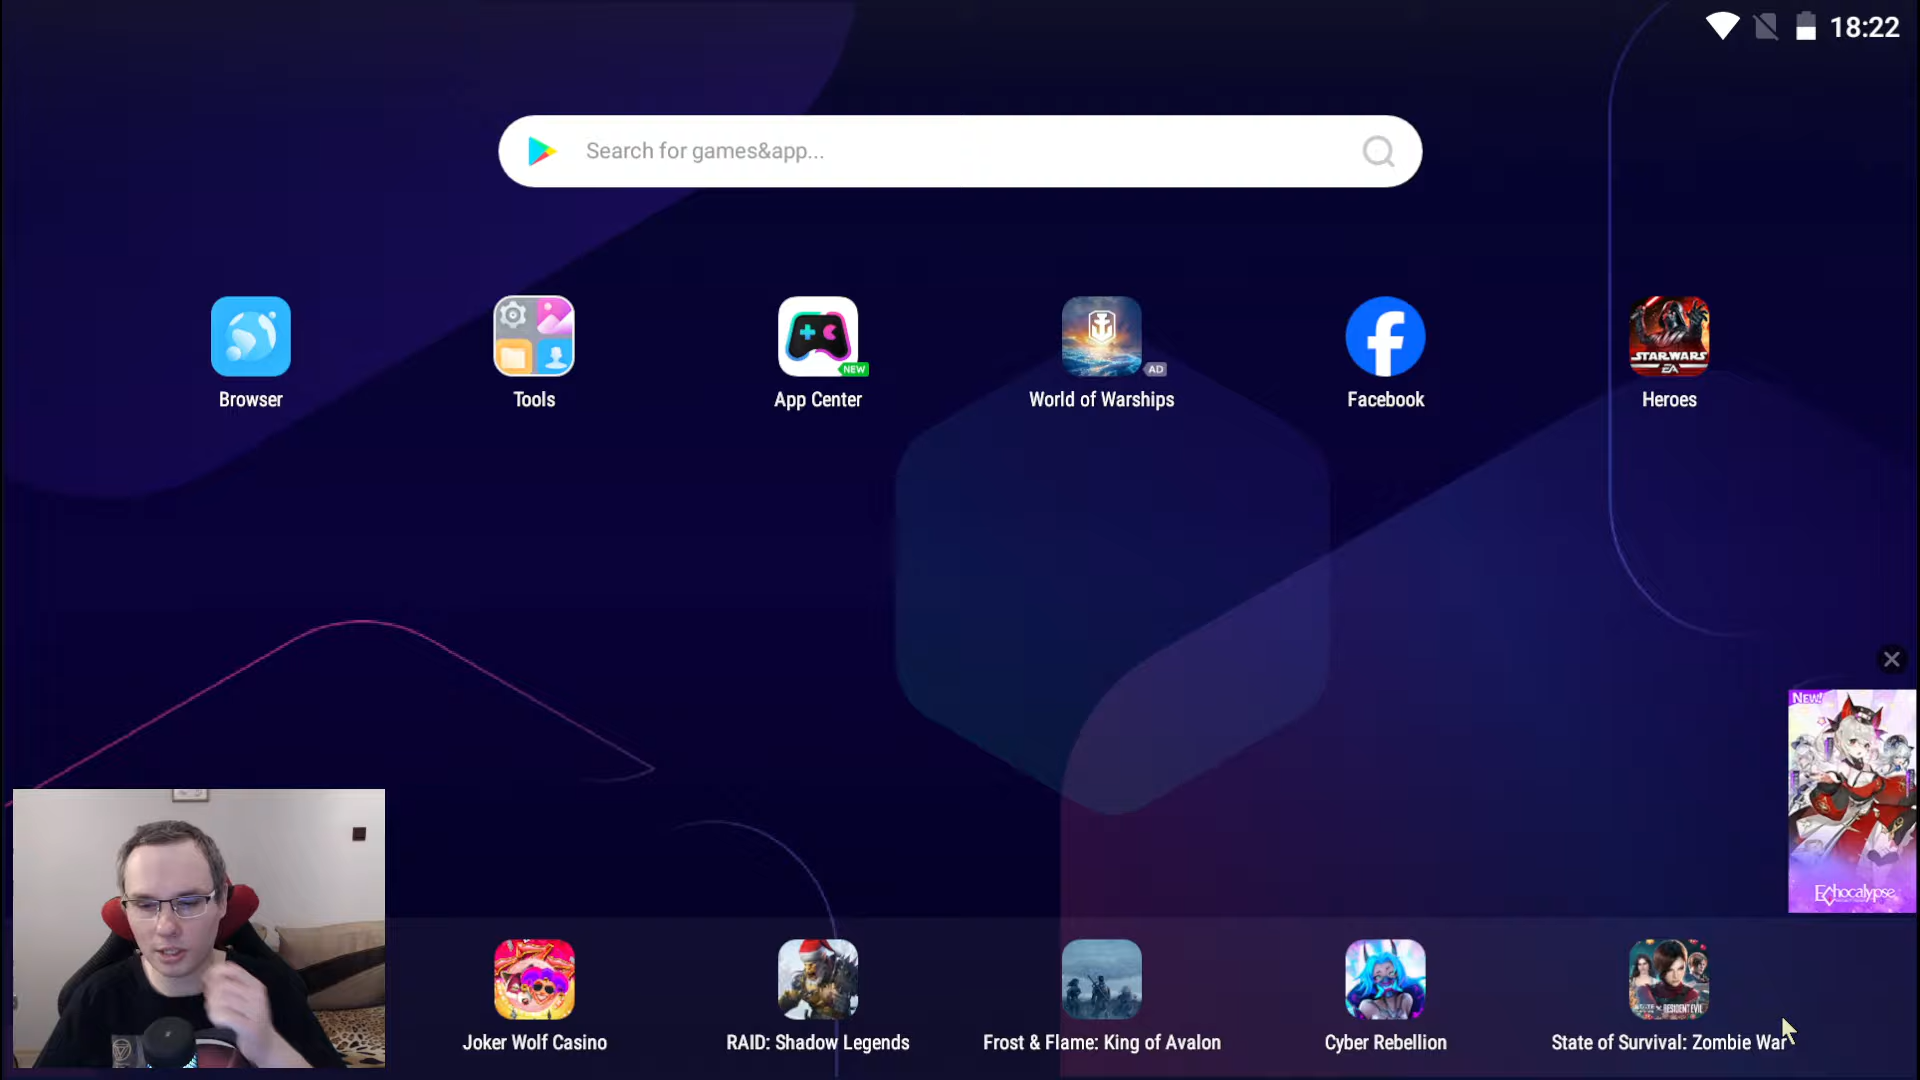 18:22
Search for games&app...
NEW
AD
STAR WARS
EA
Browser
Tools
App Center
World of Warships
Facebook
Heroes
NEW!
Echocalypse
RESIDENT EVIL
Joker Wolf Casino
RAID: Shadow Legends
Frost & Flame: King of Avalon
Cyber Rebellion
State of Survival: Zombie War